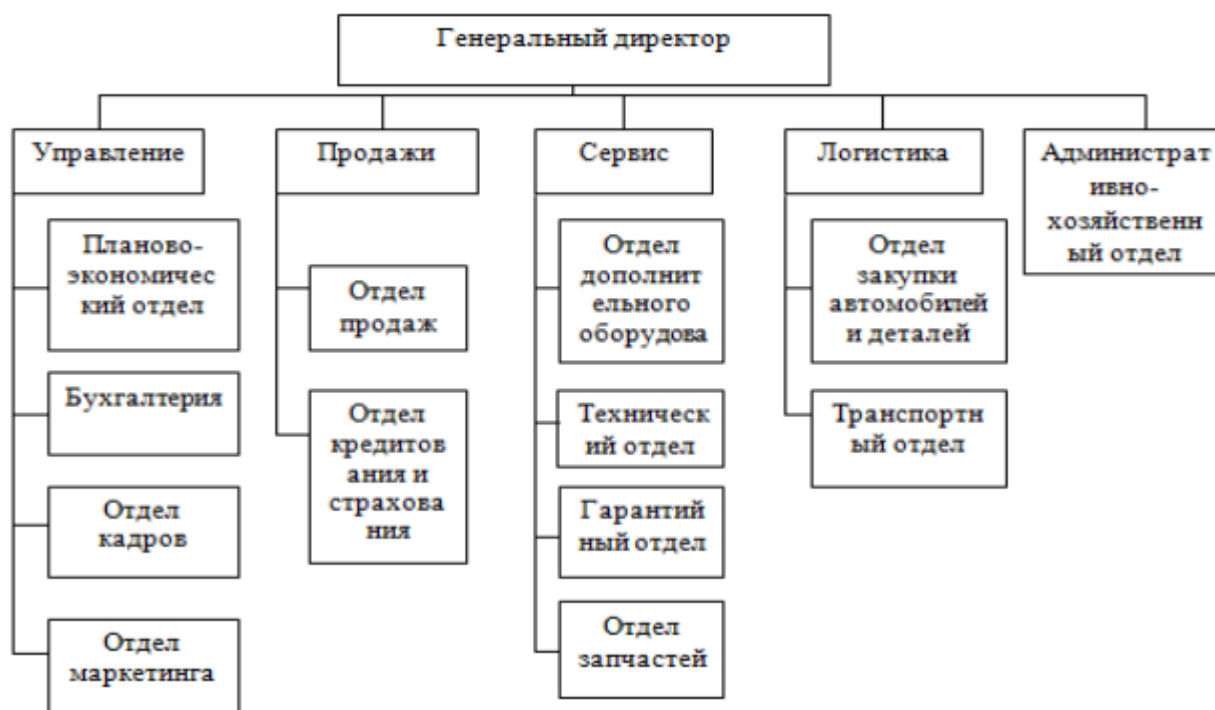 Генеральный директор
Управление
Продажи
Сервис
Логистика
Административно-
ивно-
хозяйственн
ый отдел
Планово-
экономичес
кий отдел
Бухгалтерия
Отдел
кадров
Отдел
маркетинга
Отдел
продаж
Отдел
кредитов
ания и
страхова
ния
Отдел
дополнит
ельного
оборудова
Техническ
ий отдел
Гарантий
ный отдел
Отдел
запчастей
Отдел
закупки
автомобилей
и деталей
Транспортн
ый отдел